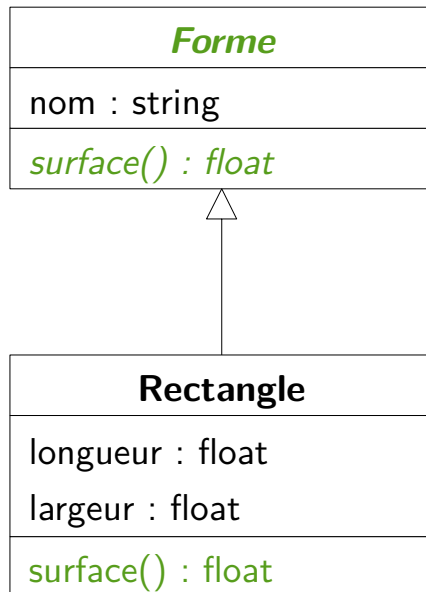 Forme
nom : string
surface() : float
Rectangle
longueur : float
largeur : float
surface() : float